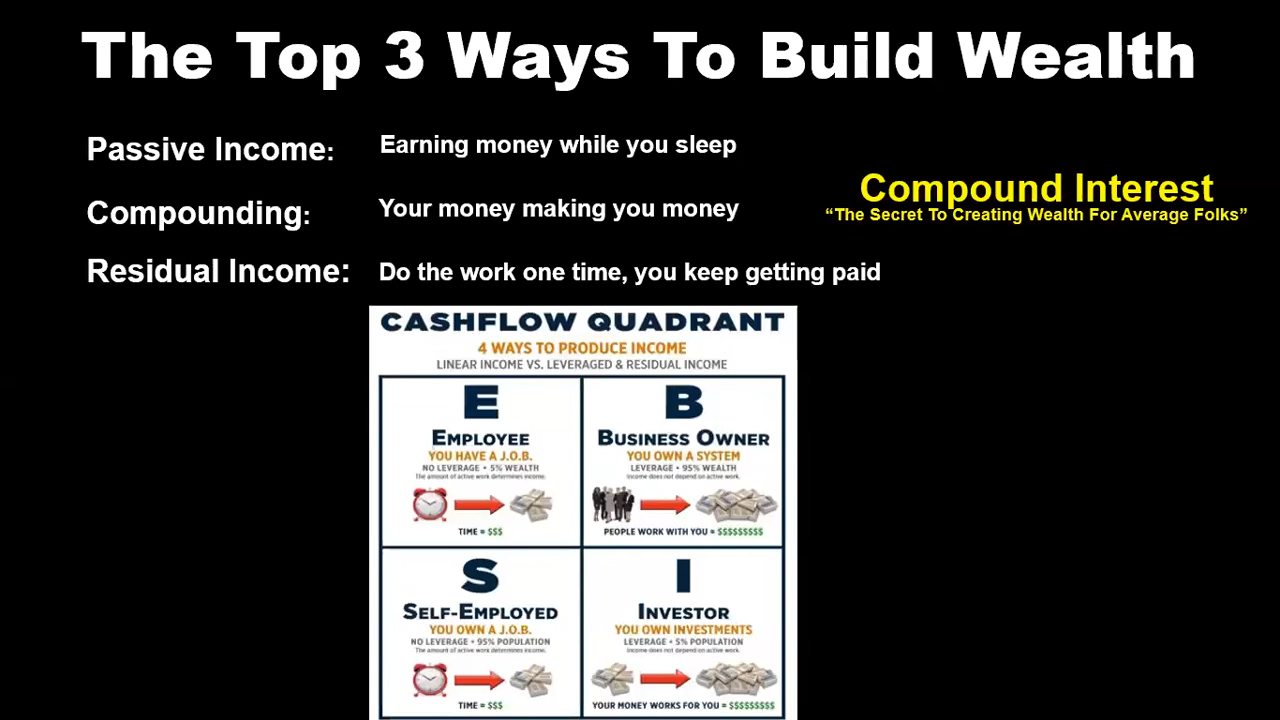 The Top 3 Ways To Build Wealth
Passive Income: Earning money while you sleep
Compounding: Your money making you money
Residual Income: Do the work one time, you keep getting paid
Compound Interest
“The Secret To Creating Wealth For Average Folks”
CASHFLOW QUADRANT
4 WAYS TO PRODUCE INCOME
LINEAR INCOME VS. LEVERAGED & RESIDUAL INCOME
E
EMPLOYEE
YOU HAVE A J.O.B.
NO LEVERAGE • 5% WEALTH
The amount of active work determines income.
TIME = $$$
B
BUSINESS OWNER
YOU OWN A SYSTEM
LEVERAGE • 95% WEALTH
Income does not depend on active work.
PEOPLE WORK WITH YOU = $$$$$$$$$
S
SELF-EMPLOYED
YOU OWN A J.O.B.
NO LEVERAGE • 95% POPULATION
The amount of active work determines income.
TIME = $$$
I
INVESTOR
YOU OWN INVESTMENTS
LEVERAGE • 5% POPULATION
Income does not depend on active work.
YOUR MONEY WORKS FOR YOU = $$$$$$$$$